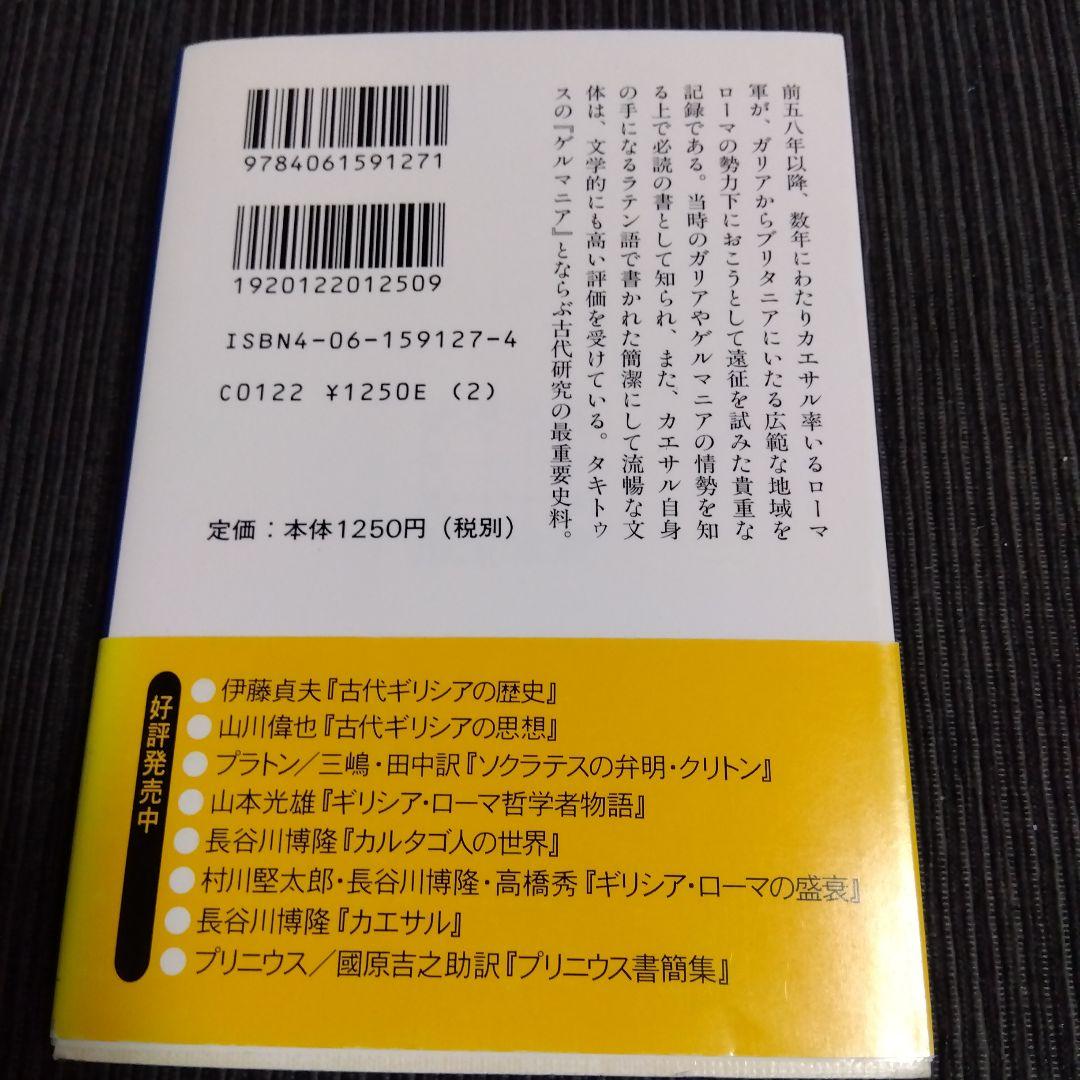 9784061591271
1920122012509
ISBN4-06-159127-4
C0122 ¥1250E (2)
定価：本体1250円（税別）
前五八年以降、数年にわたりカエサル率いるローマ
軍が、ガリアからブリタニアにいたる広範な地域を
ローマの勢力下におこうとして遠征を試みた貴重な
記録である。当時のガリアやゲルマニアの情勢を知
る上で必読の書として知られ、また、カエサル自身
の手になるラテン語で書かれた簡潔にして流暢な文
体は、文学的にも高い評価を受けている。タキトゥ
スの『ゲルマニア』とならぶ古代研究の最重要史料。
好評発売中
●伊藤貞夫『古代ギリシアの歴史』
●山川偉也『古代ギリシアの思想』
●プラトン／三嶋・田中訳『ソクラテスの弁明・クリトン』
●山本光雄『ギリシア・ローマ哲学者物語』
●長谷川博隆『カルタゴ人の世界』
●村川堅太郎・長谷川博隆・高橋秀『ギリシア・ローマの盛衰』
●長谷川博隆『カエサル』
●プリニウス／國原吉之助訳『プリニウス書簡集』